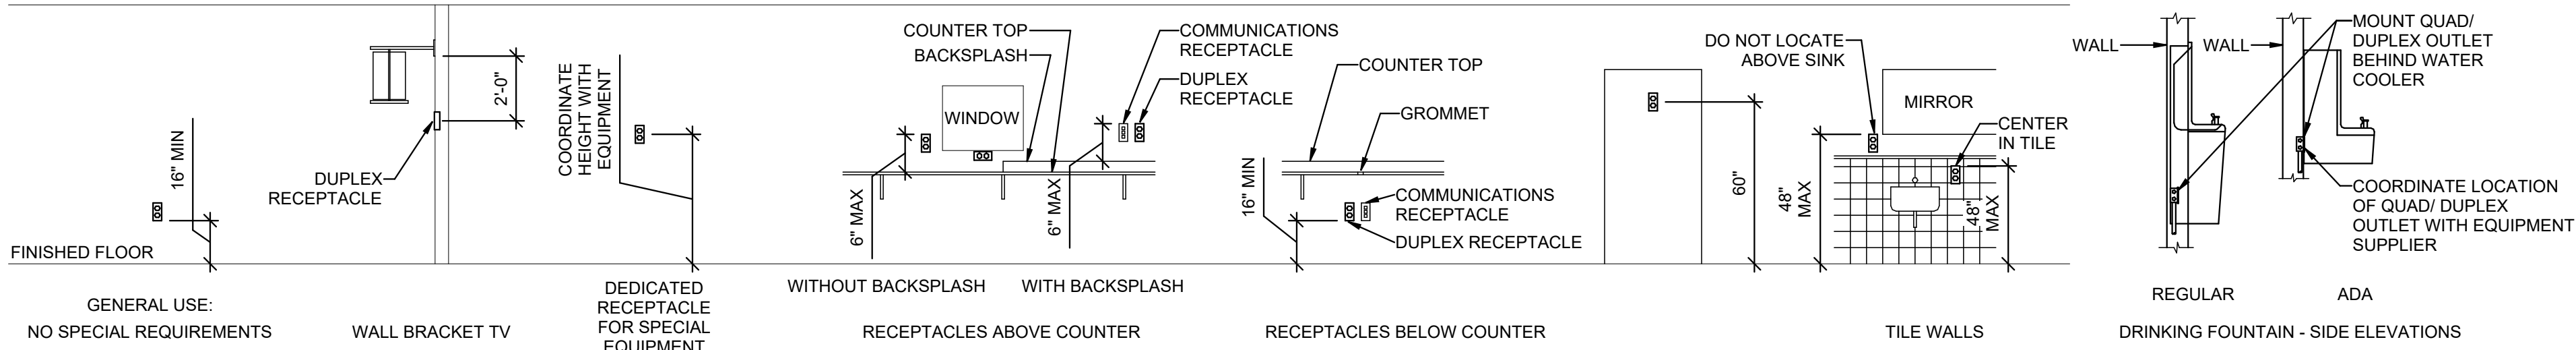 16" MIN
FINISHED FLOOR
GENERAL USE:
NO SPECIAL REQUIREMENTS
2'-0"
DUPLEX
RECEPTACLE
WALL BRACKET TV
COORDINATE
HEIGHT WITH
EQUIPMENT
DEDICATED
RECEPTACLE
FOR SPECIAL
EQUIPMENT
COUNTER TOP
BACKSPLASH
WINDOW
COMMUNICATIONS
RECEPTACLE
DUPLEX
RECEPTACLE
6" MAX
6" MAX
WITHOUT BACKSPLASH
WITH BACKSPLASH
RECEPTACLES ABOVE COUNTER
COUNTER TOP
GROMMET
16" MIN
COMMUNICATIONS
RECEPTACLE
DUPLEX RECEPTACLE
RECEPTACLES BELOW COUNTER
60"
DO NOT LOCATE
ABOVE SINK
MIRROR
CENTER
IN TILE
48"
MAX
48"
MAX
TILE WALLS
WALL
WALL
MOUNT QUAD/
DUPLEX OUTLET
BEHIND WATER
COOLER
COORDINATE LOCATION
OF QUAD/ DUPLEX
OUTLET WITH EQUIPMENT
SUPPLIER
REGULAR
ADA
DRINKING FOUNTAIN - SIDE ELEVATIONS